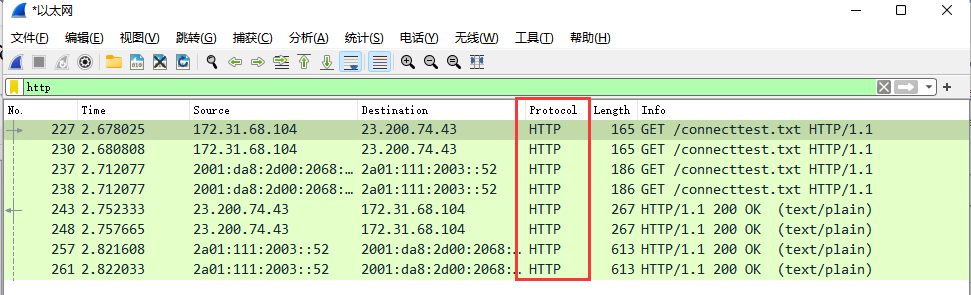 *以太网
文件(F) 编辑(E) 视图(V) 跳转(G) 捕获(C) 分析(A) 统计(S) 电话(Y) 无线(W) 工具(T) 帮助(H)
http
No. Time Source Destination Protocol Length Info
227 2.678025 172.31.68.104 23.200.74.43 HTTP 165 GET /connecttest.txt HTTP/1.1
230 2.680808 172.31.68.104 23.200.74.43 HTTP 165 GET /connecttest.txt HTTP/1.1
237 2.712077 2001:da8:2d00:2068:… 2a01:111:2003::52 HTTP 186 GET /connecttest.txt HTTP/1.1
238 2.712077 2001:da8:2d00:2068:… 2a01:111:2003::52 HTTP 186 GET /connecttest.txt HTTP/1.1
243 2.752333 23.200.74.43 172.31.68.104 HTTP 267 HTTP/1.1 200 OK (text/plain)
248 2.757665 23.200.74.43 172.31.68.104 HTTP 267 HTTP/1.1 200 OK (text/plain)
257 2.821608 2a01:111:2003::52 2001:da8:2d00:2068:… HTTP 613 HTTP/1.1 200 OK (text/plain)
261 2.822033 2a01:111:2003::52 2001:da8:2d00:2068:… HTTP 613 HTTP/1.1 200 OK (text/plain)